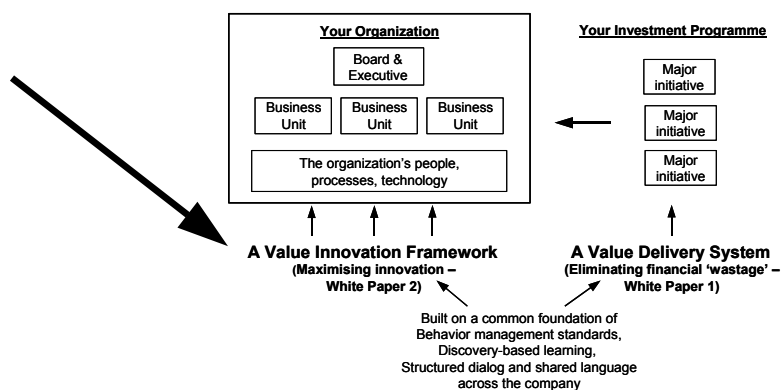 Your Organization
Board &
Executive
Business
Unit
Business
Unit
Business
Unit
The organization's people,
processes, technology
Your Investment Programme
Major
initiative
Major
initiative
Major
initiative
A Value Innovation Framework
(Maximising innovation –
White Paper 2)
A Value Delivery System
(Eliminating financial 'wastage' –
White Paper 1)
Built on a common foundation of
Behavior management standards,
Discovery-based learning,
Structured dialog and shared language
across the company